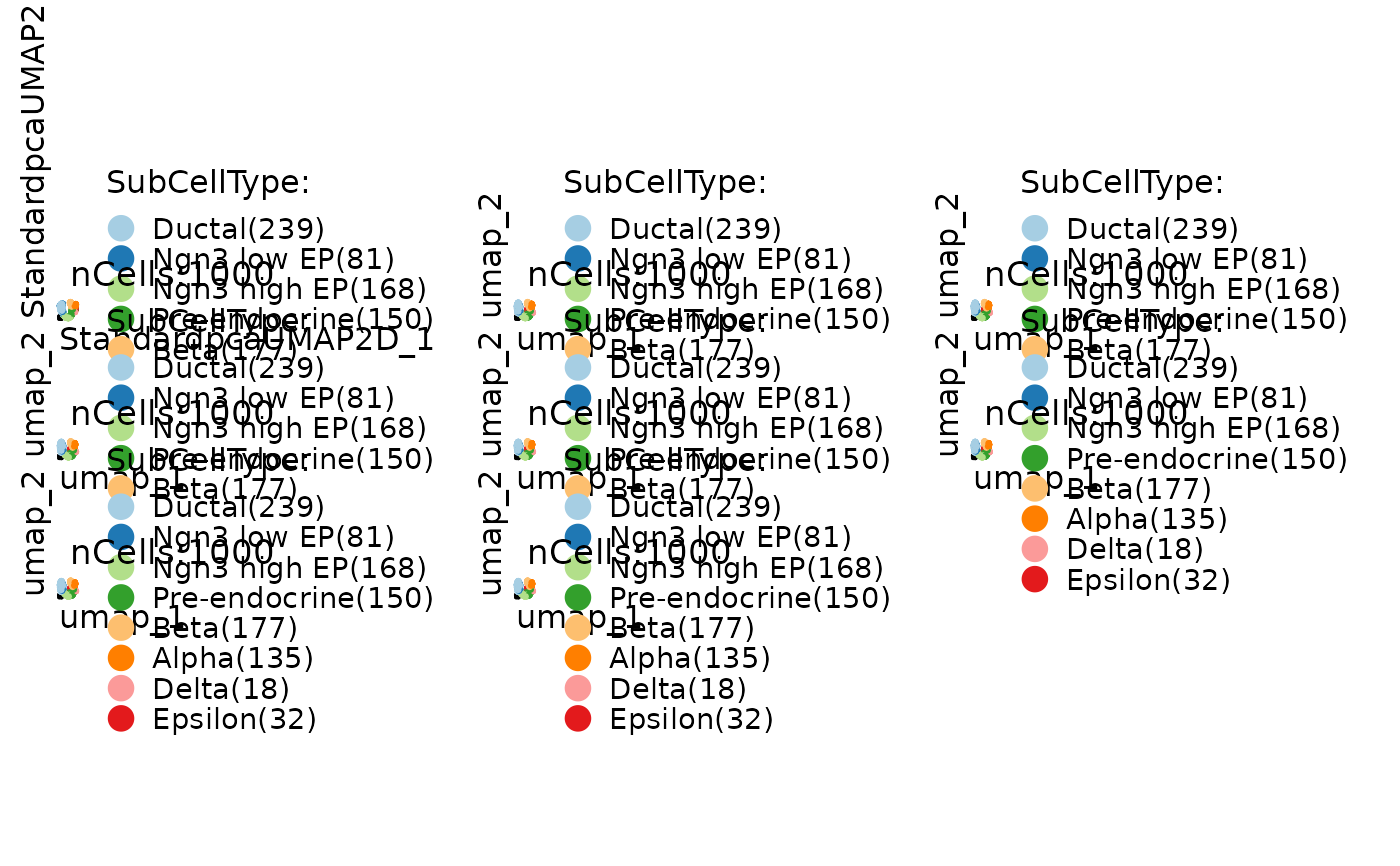 StandardpcaUMAP2
SubCellType:
Ductal(239)
Ngn3 low EP(81)
nCells:1000
Ngn3 high EP(168)
Pre-endocrine(150)
StandardpcaUMAP2D_1
Beta(177)
umap_2
SubCellType:
Ductal(239)
Ngn3 low EP(81)
nCells:1000
Ngn3 high EP(168)
Pre-endocrine(150)
umap_1
Beta(177)
umap_2
SubCellType:
Ductal(239)
Ngn3 low EP(81)
nCells:1000
Ngn3 high EP(168)
Pre-endocrine(150)
umap_1
Beta(177)
umap_2
SubCellType:
Ductal(239)
Ngn3 low EP(81)
nCells:1000
Ngn3 high EP(168)
Pre-endocrine(150)
umap_1
Beta(177)
umap_2
SubCellType:
Ductal(239)
Ngn3 low EP(81)
nCells:1000
Ngn3 high EP(168)
Pre-endocrine(150)
umap_1
Beta(177)
umap_2
SubCellType:
Ductal(239)
Ngn3 low EP(81)
nCells:1000
Ngn3 high EP(168)
Pre-endocrine(150)
umap_1
Beta(177)
Alpha(135)
Delta(18)
Epsilon(32)
umap_2
SubCellType:
Ductal(239)
Ngn3 low EP(81)
nCells:1000
Ngn3 high EP(168)
Pre-endocrine(150)
umap_1
Beta(177)
Alpha(135)
Delta(18)
Epsilon(32)
umap_2
SubCellType:
Ductal(239)
Ngn3 low EP(81)
nCells:1000
Ngn3 high EP(168)
Pre-endocrine(150)
umap_1
Beta(177)
Alpha(135)
Delta(18)
Epsilon(32)